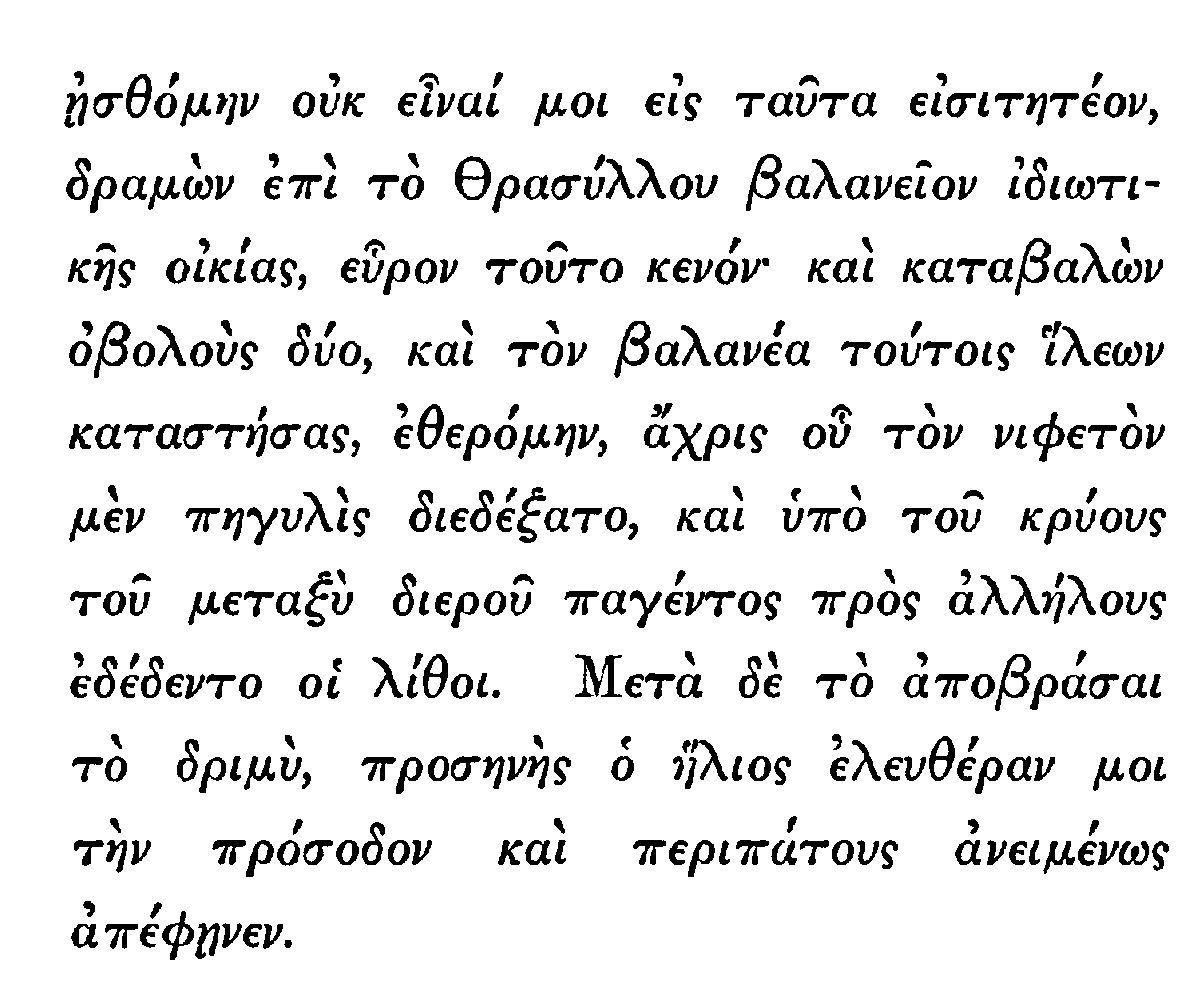 ᾐσθόμην οὐκ εἶναί μοι εἰς ταῦτα εἰσιτητέον,
δραμὼν ἐπὶ τὸ Θρασύλλου βαλανεῖον ἰδιωτι-
κῆς οἰκίας, εὗρον τοῦτο κενόν· καὶ καταβαλὼν
ὀβολοὺς δύο, καὶ τὸν βαλανέα τούτοις ἵλεων
καταστήσας, ἐθερόμην, ἄχρις οὗ τὸν νιφετὸν
μὲν πηγυλὶς διεδέξατο, καὶ ὑπὸ τοῦ κρύους
τοῦ μεταξὺ διεροῦ παγέντος πρὸς ἀλλήλους
ἐδέδεντο οἱ λίθοι. Μετὰ δὲ τὸ ἀποβράσαι
τὸ δριμὺ, προσηνὴς ὁ ἥλιος ἐλευθέραν μοι
τὴν πρόσοδον καὶ περιπάτους ἀνειμένως
ἀπέφῃνεν.